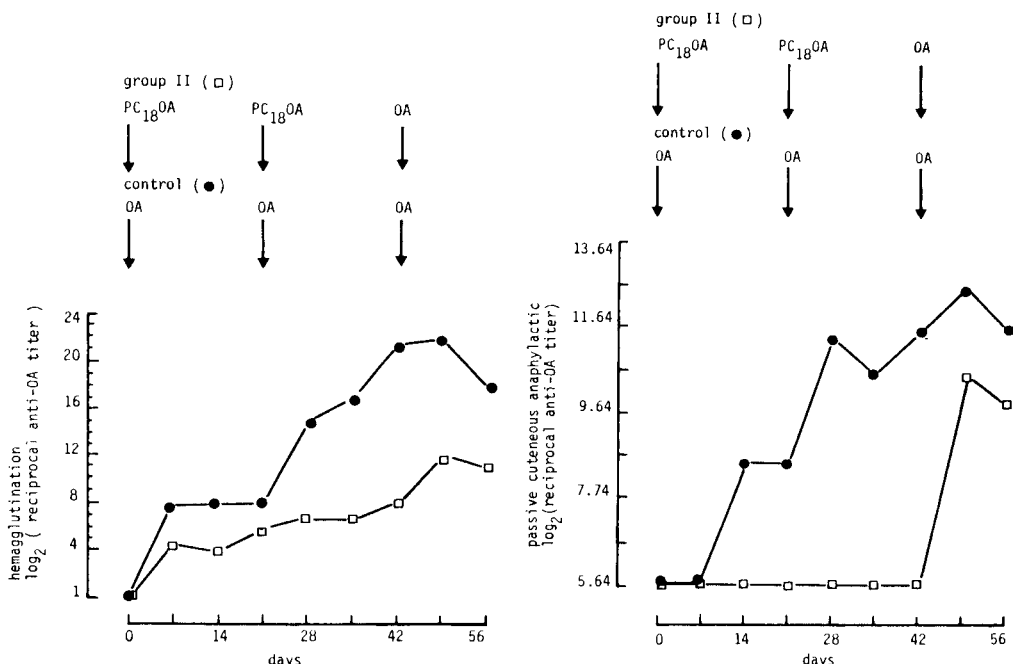 group II (□)
PC18OA PC18OA OA
control (●)
OA OA OA
hemagglutination
log2 ( reciprocal anti-OA titer )
24
20
16
12
8
4
1
0 14 28 42 56
days
group II (□)
PC18OA PC18OA OA
control (●)
OA OA OA
passive cuteneous anaphylactic
log2(reciprocal anti-OA titer)
13.64
11.64
9.64
7.74
5.64
0 14 28 42 56
days